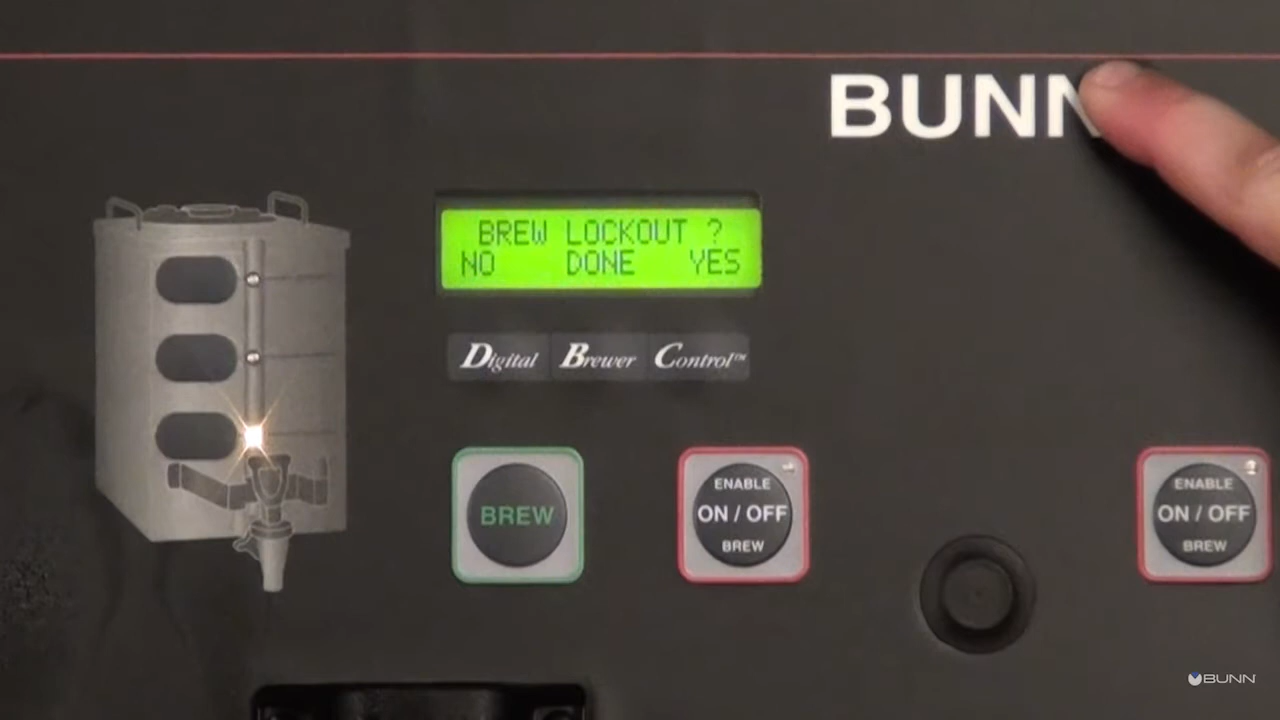 BUNN
BREW LOCKOUT ?
NO DONE YES
Digital Brewer Control™
BREW
ENABLE
ON / OFF
BREW
ENABLE
ON / OFF
BREW
BUNN